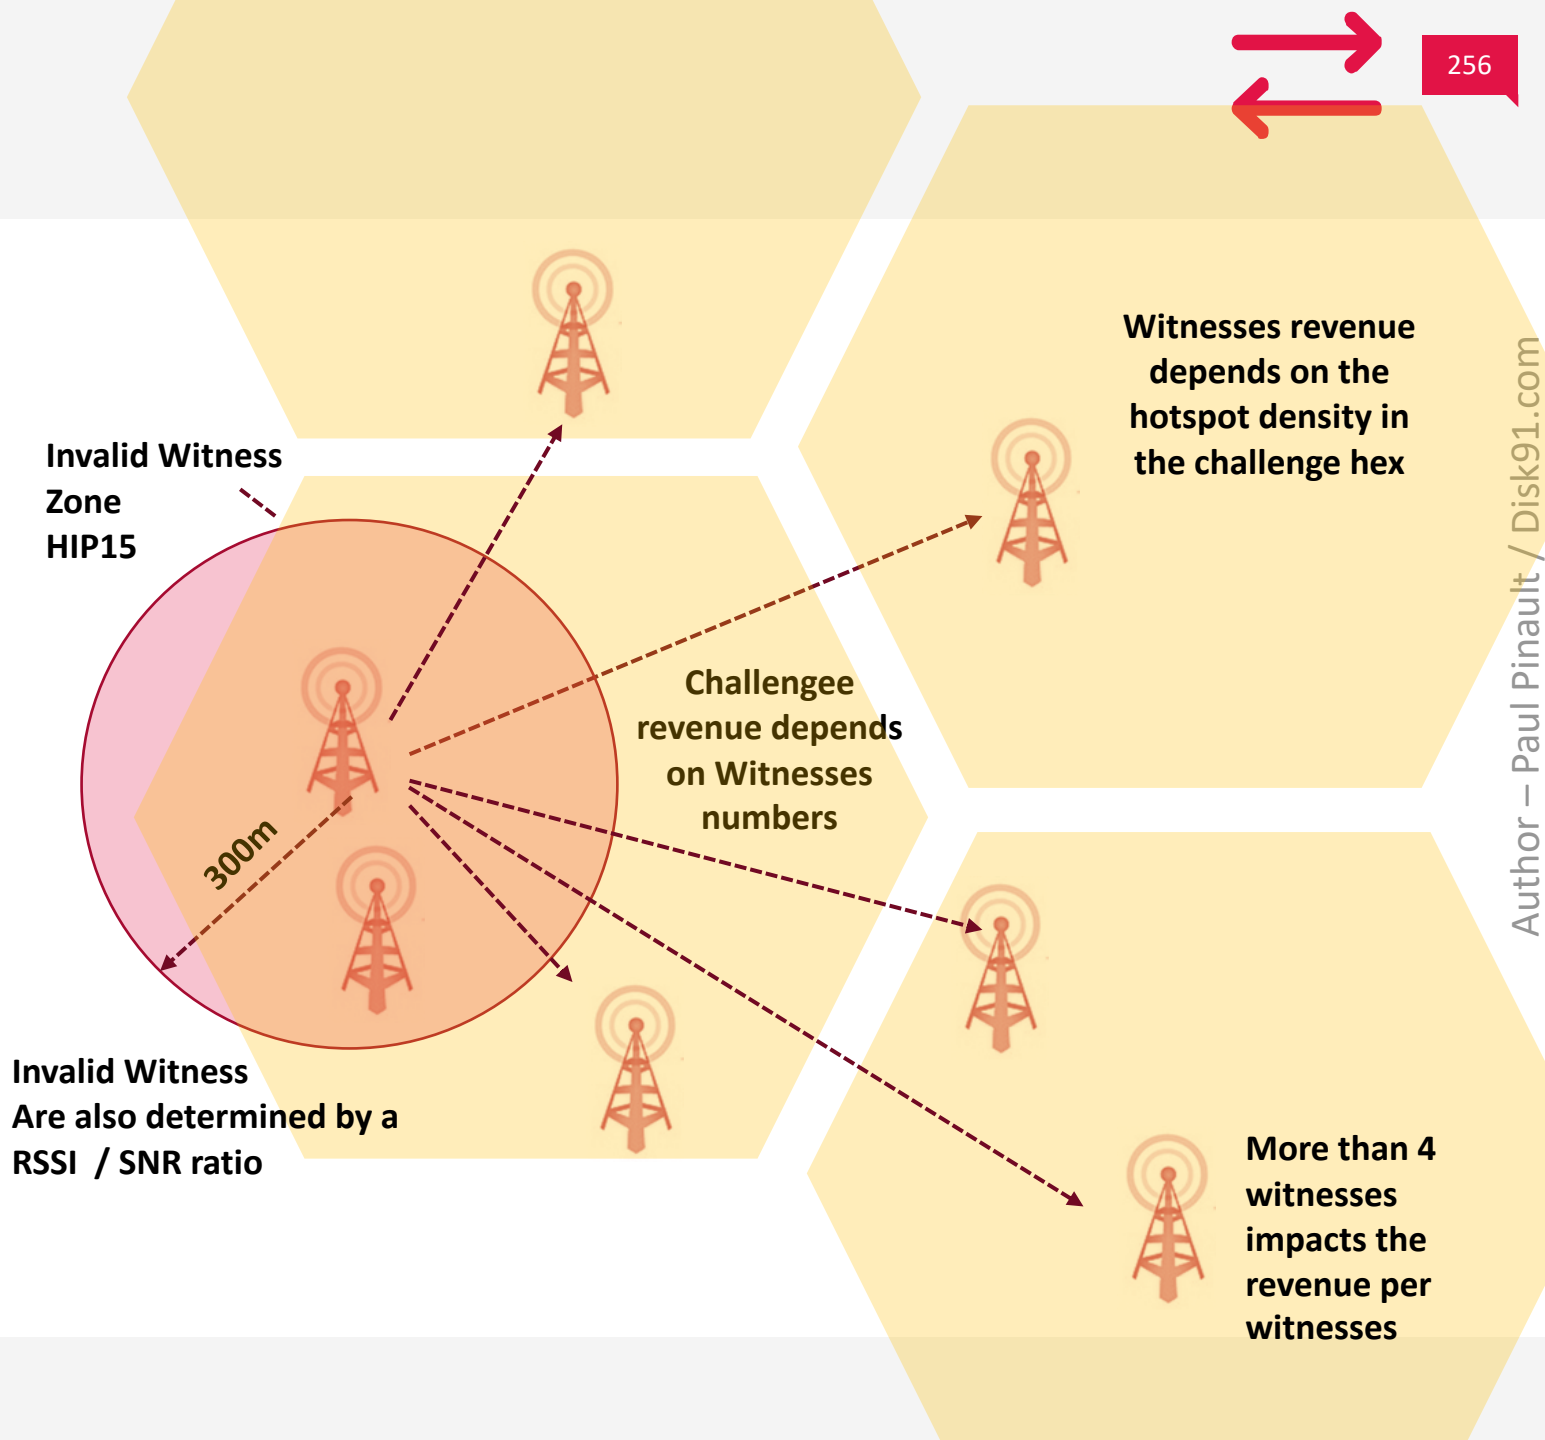 256
Witnesses revenue
depends on the
hotspot density in
the challenge hex
Invalid Witness
Zone
HIP15
Challengee
revenue depends
on Witnesses
numbers
300m
Invalid Witness
Are also determined by a
RSSI / SNR ratio
More than 4
witnesses
impacts the
revenue per
witnesses
Author – Paul Pinault / Disk91.com